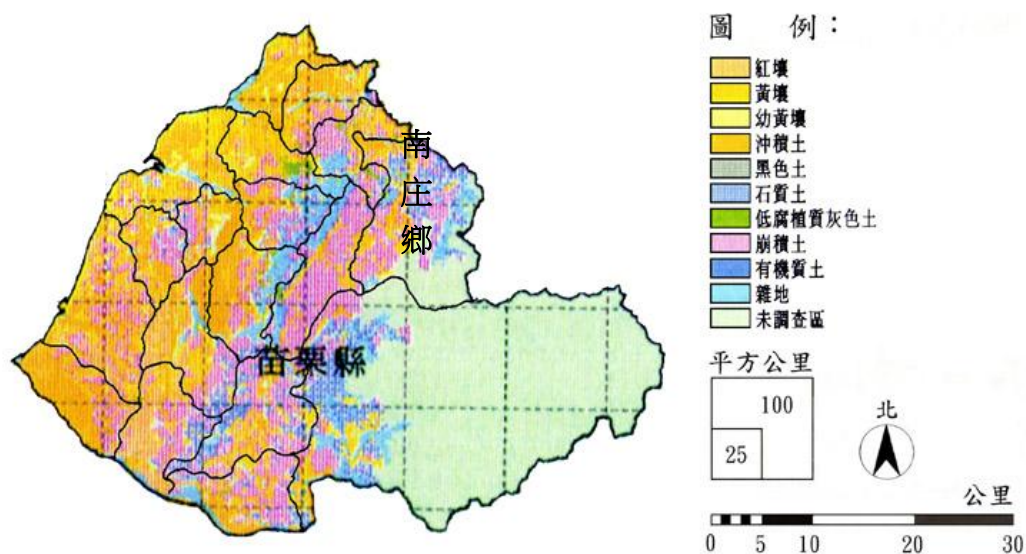 圖 例：
紅壤
黃壤
幼黃壤
沖積土
黑色土
石質土
低腐植質灰色土
崩積土
有機質土
雜地
未調查區
南庄鄉
苗栗縣
平方公里
100
25
北
公里
0 5 10 20 30